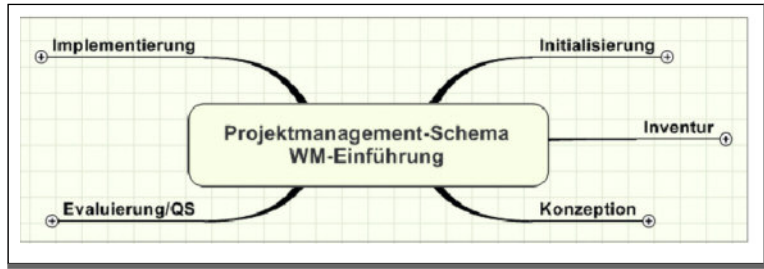 Implementierung
Initialisierung
Projektmanagement-Schema
WM-Einführung
Inventur
Evaluierung/QS
Konzeption